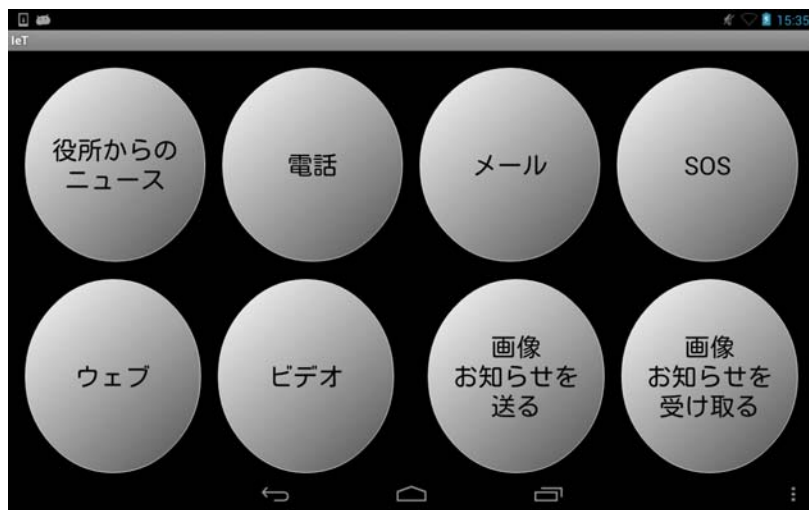 15:35
IeT
役所からの
ニュース
電話
メール
SOS
ウェブ
ビデオ
画像
お知らせを
送る
画像
お知らせを
受け取る